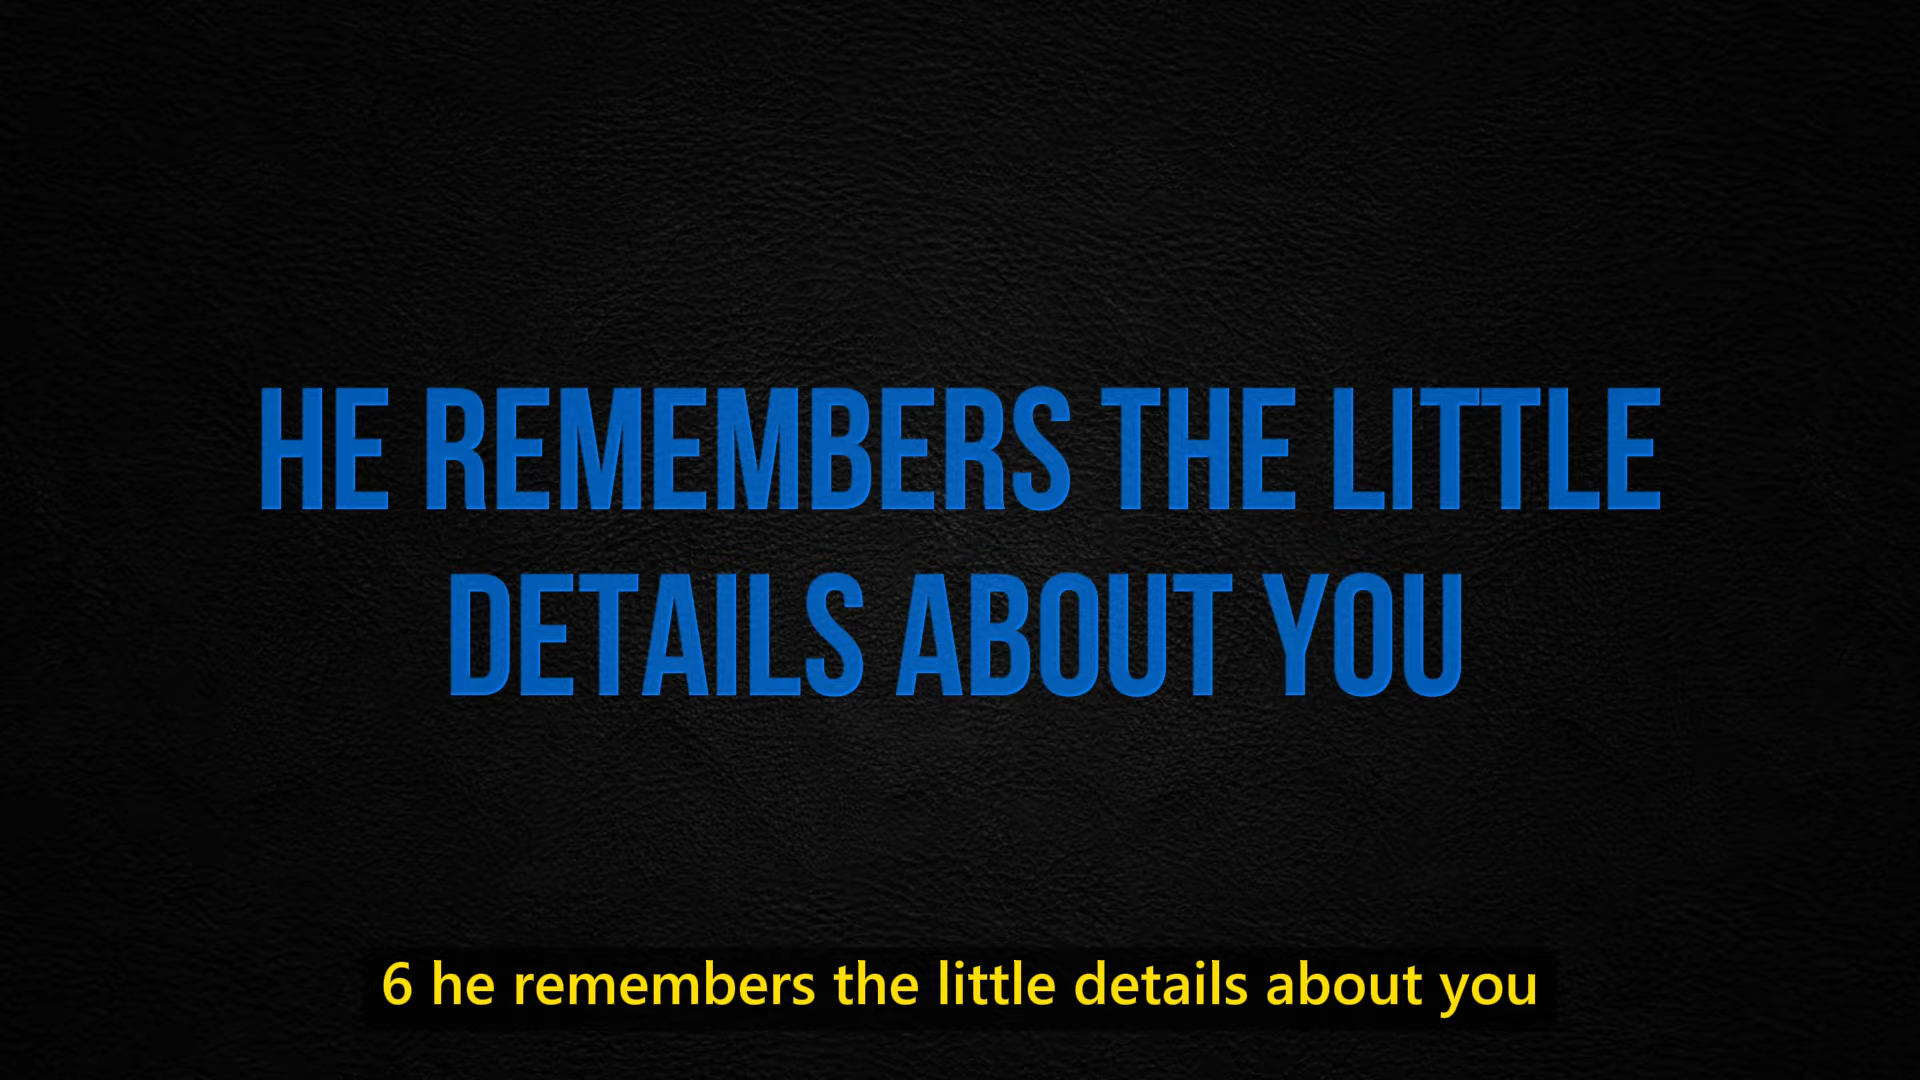 HE REMEMBERS THE LITTLE
DETAILS ABOUT YOU
6 he remembers the little details about you